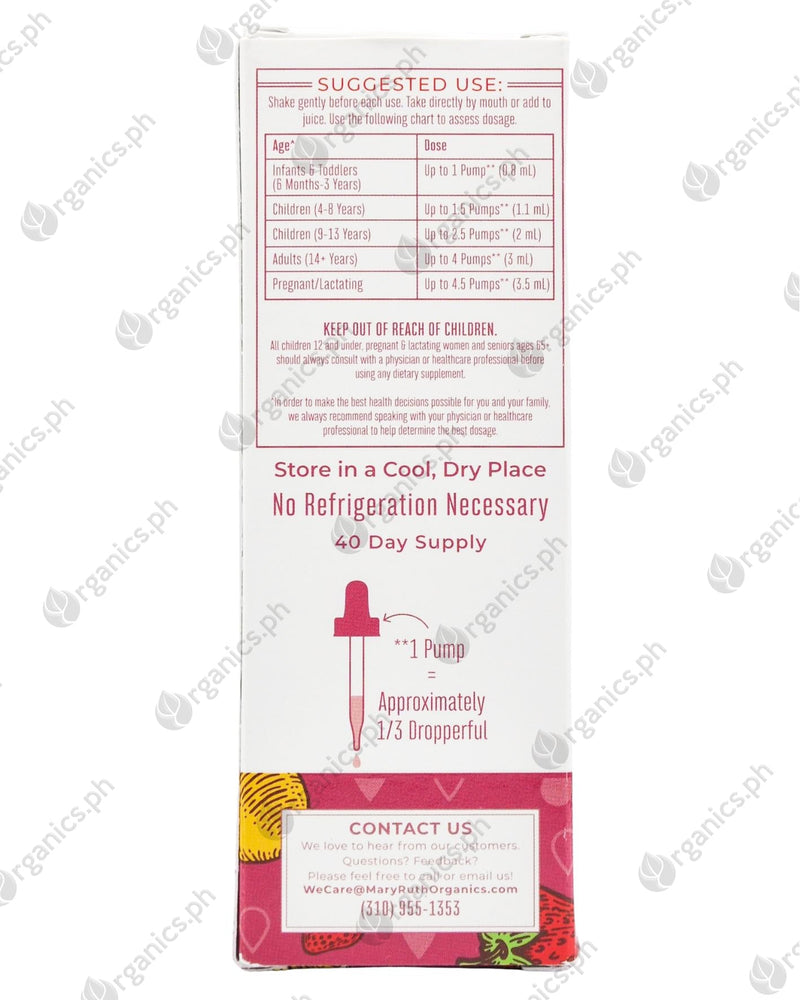 SUGGESTED USE:
Shake gently before each use. Take directly by mouth or add to
juice. Use the following chart to assess dosage.
Age* Dose
Infants & Toddlers
(6 Months-3 Years) Up to 1 Pump** (0.8 mL)
Children (4-8 Years) Up to 1.5 Pumps** (1.1 mL)
Children (9-13 Years) Up to 2.5 Pumps** (2 mL)
Adults (14+ Years) Up to 4 Pumps** (3 mL)
Pregnant/Lactating Up to 4.5 Pumps** (3.5 mL)
KEEP OUT OF REACH OF CHILDREN.
All children 12 and under, pregnant & lactating women and seniors ages 65+
should always consult with a physician or healthcare professional before
using any dietary supplement.
*In order to make the best health decisions possible for you and your family,
we always recommend speaking with your physician or healthcare
professional to help determine the best dosage.
Store in a Cool, Dry Place
No Refrigeration Necessary
40 Day Supply
**1 Pump
=
Approximately
1/3 Dropperful
CONTACT US
We love to hear from our customers.
Questions? Feedback?
Please feel free to call or email us!
WeCare@MaryRuthOrganics.com
(310) 955-1353
Organics.ph